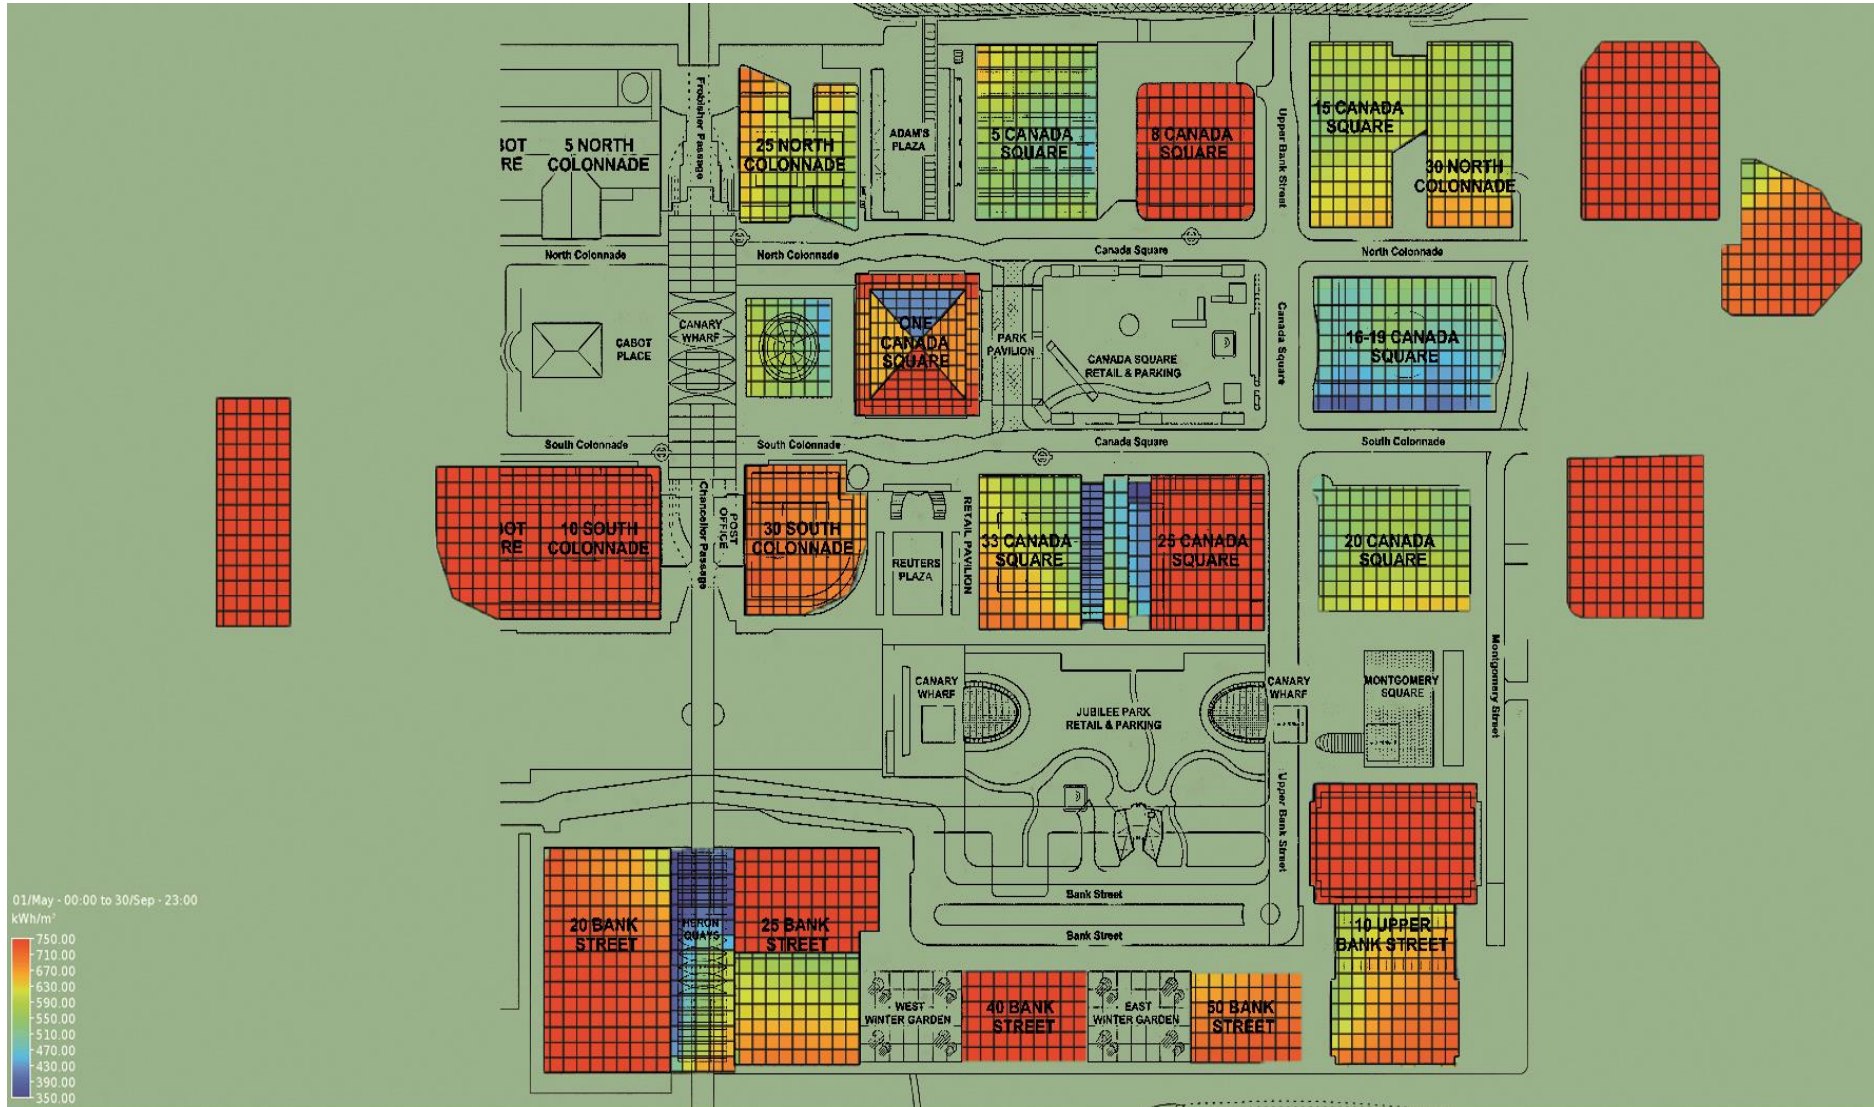 Frobisher Passage
5 NORTH
COLONNADE
BOT
RE
25 NORTH
COLONNADE
ADAM'S
PLAZA
5 CANADA
SQUARE
8 CANADA
SQUARE
Upper Bank Street
15 CANADA
SQUARE
30 NORTH
COLONNADE
North Colonnade
North Colonnade
Canada Square
North Colonnade
CABOT
PLACE
CANARY
WHARF
ONE
CANADA
SQUARE
PARK
PAVILION
CANADA SQUARE
RETAIL & PARKING
Canada Square
16-19 CANADA
SQUARE
South Colonnade
South Colonnade
Canada Square
South Colonnade
BOT
RE
10 SOUTH
COLONNADE
Chancellor Passage
POST
OFFICE
30 SOUTH
COLONNADE
REUTERS
PLAZA
RETAIL PAVILION
33 CANADA
SQUARE
25 CANADA
SQUARE
20 CANADA
SQUARE
CANARY
WHARF
JUBILEE PARK
RETAIL & PARKING
CANARY
WHARF
MONTGOMERY
SQUARE
Montgomery Street
Upper Bank Street
Bank Street
Bank Street
20 BANK
STREET
HERON
QUAYS
25 BANK
STREET
10 UPPER
BANK STREET
WEST
WINTER GARDEN
40 BANK
STREET
EAST
WINTER GARDEN
50 BANK
STREET
01/May - 00:00 to 30/Sep - 23:00
kWh/m²
750.00
710.00
670.00
630.00
590.00
550.00
510.00
470.00
430.00
390.00
350.00